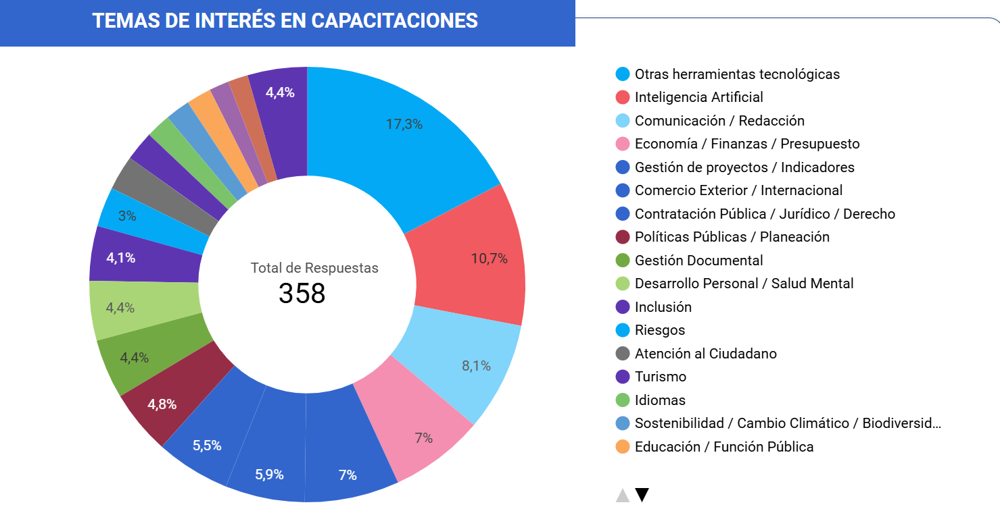 TEMAS DE INTERÉS EN CAPACITACIONES
4,4%
17,3%
10,7%
8,1%
7%
7%
5,9%
5,5%
4,8%
4,4%
4,4%
4,1%
3%
Total de Respuestas
358
Otras herramientas tecnológicas
Inteligencia Artificial
Comunicación / Redacción
Economía / Finanzas / Presupuesto
Gestión de proyectos / Indicadores
Comercio Exterior / Internacional
Contratación Pública / Jurídico / Derecho
Políticas Públicas / Planeación
Gestión Documental
Desarrollo Personal / Salud Mental
Inclusión
Riesgos
Atención al Ciudadano
Turismo
Idiomas
Sostenibilidad / Cambio Climático / Biodiversid...
Educación / Función Pública